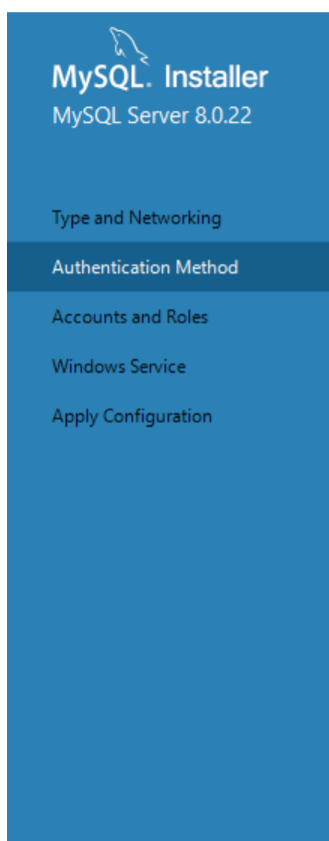 MySQL. Installer
MySQL Server 8.0.22
Type and Networking
Authentication Method
Accounts and Roles
Windows Service
Apply Configuration